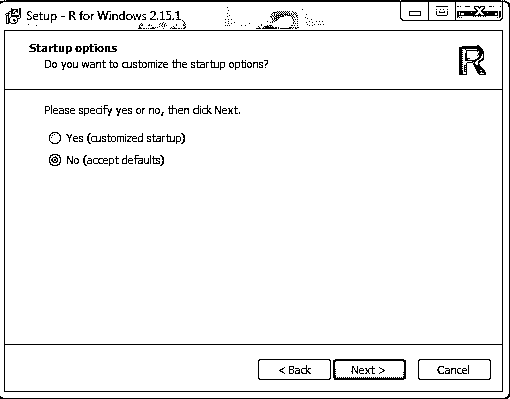 Setup - R for Windows 2.15.1
Startup options
Do you want to customize the startup options?
R
Please specify yes or no, then click Next.
Yes (customized startup)
No (accept defaults)
< Back
Next >
Cancel